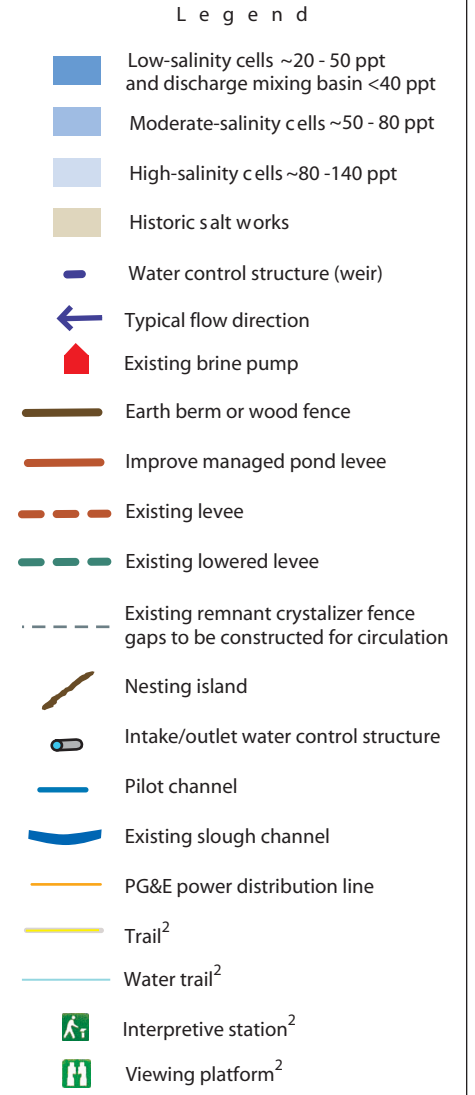 Legend
Low-salinity cells ~20 - 50 ppt
and discharge mixing basin <40 ppt
Moderate-salinity cells ~50 - 80 ppt
High-salinity cells ~80 -140 ppt
Historic salt works
Water control structure (weir)
Typical flow direction
Existing brine pump
Earth berm or wood fence
Improve managed pond levee
Existing levee
Existing lowered levee
Existing remnant crystalizer fence
gaps to be constructed for circulation
Nesting island
Intake/outlet water control structure
Pilot channel
Existing slough channel
PG&E power distribution line
Trail²
Water trail²
Interpretive station²
Viewing platform²